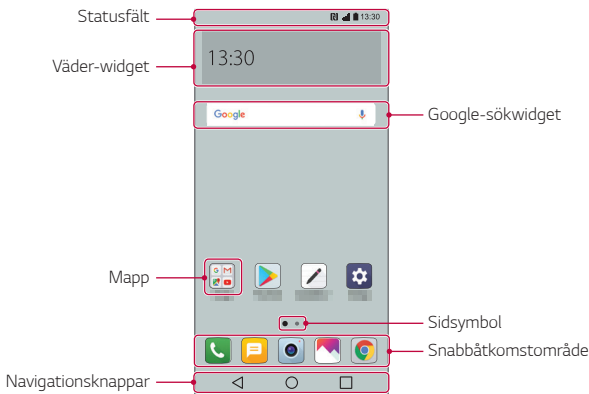 Statusfält
13:30
Väder-widget
13:30
Google
Google-sökwidget
G M
Mapp
Sidsymbol
Snabbåtkomstområde
Navigationsknappar